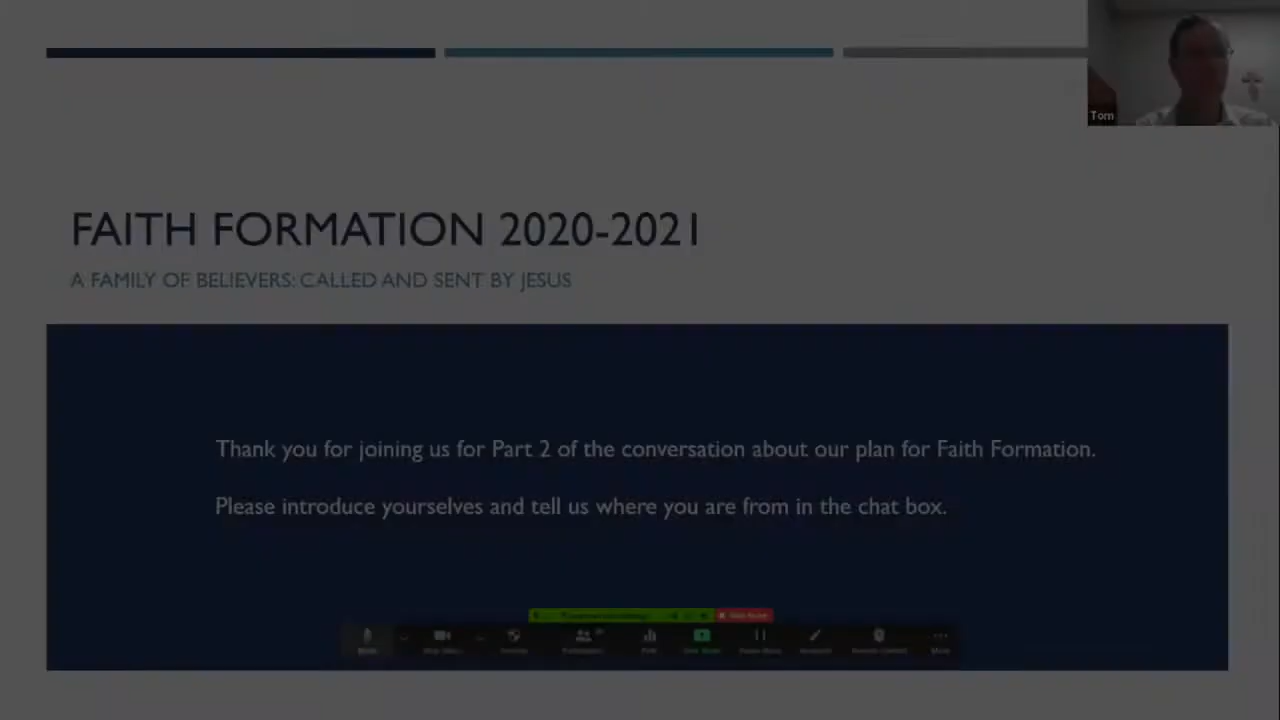 Tom
FAITH FORMATION 2020-2021
A FAMILY OF BELIEVERS: CALLED AND SENT BY JESUS
Thank you for joining us for Part 2 of the conversation about our plan for Faith Formation.
Please introduce yourselves and tell us where you are from in the chat box.